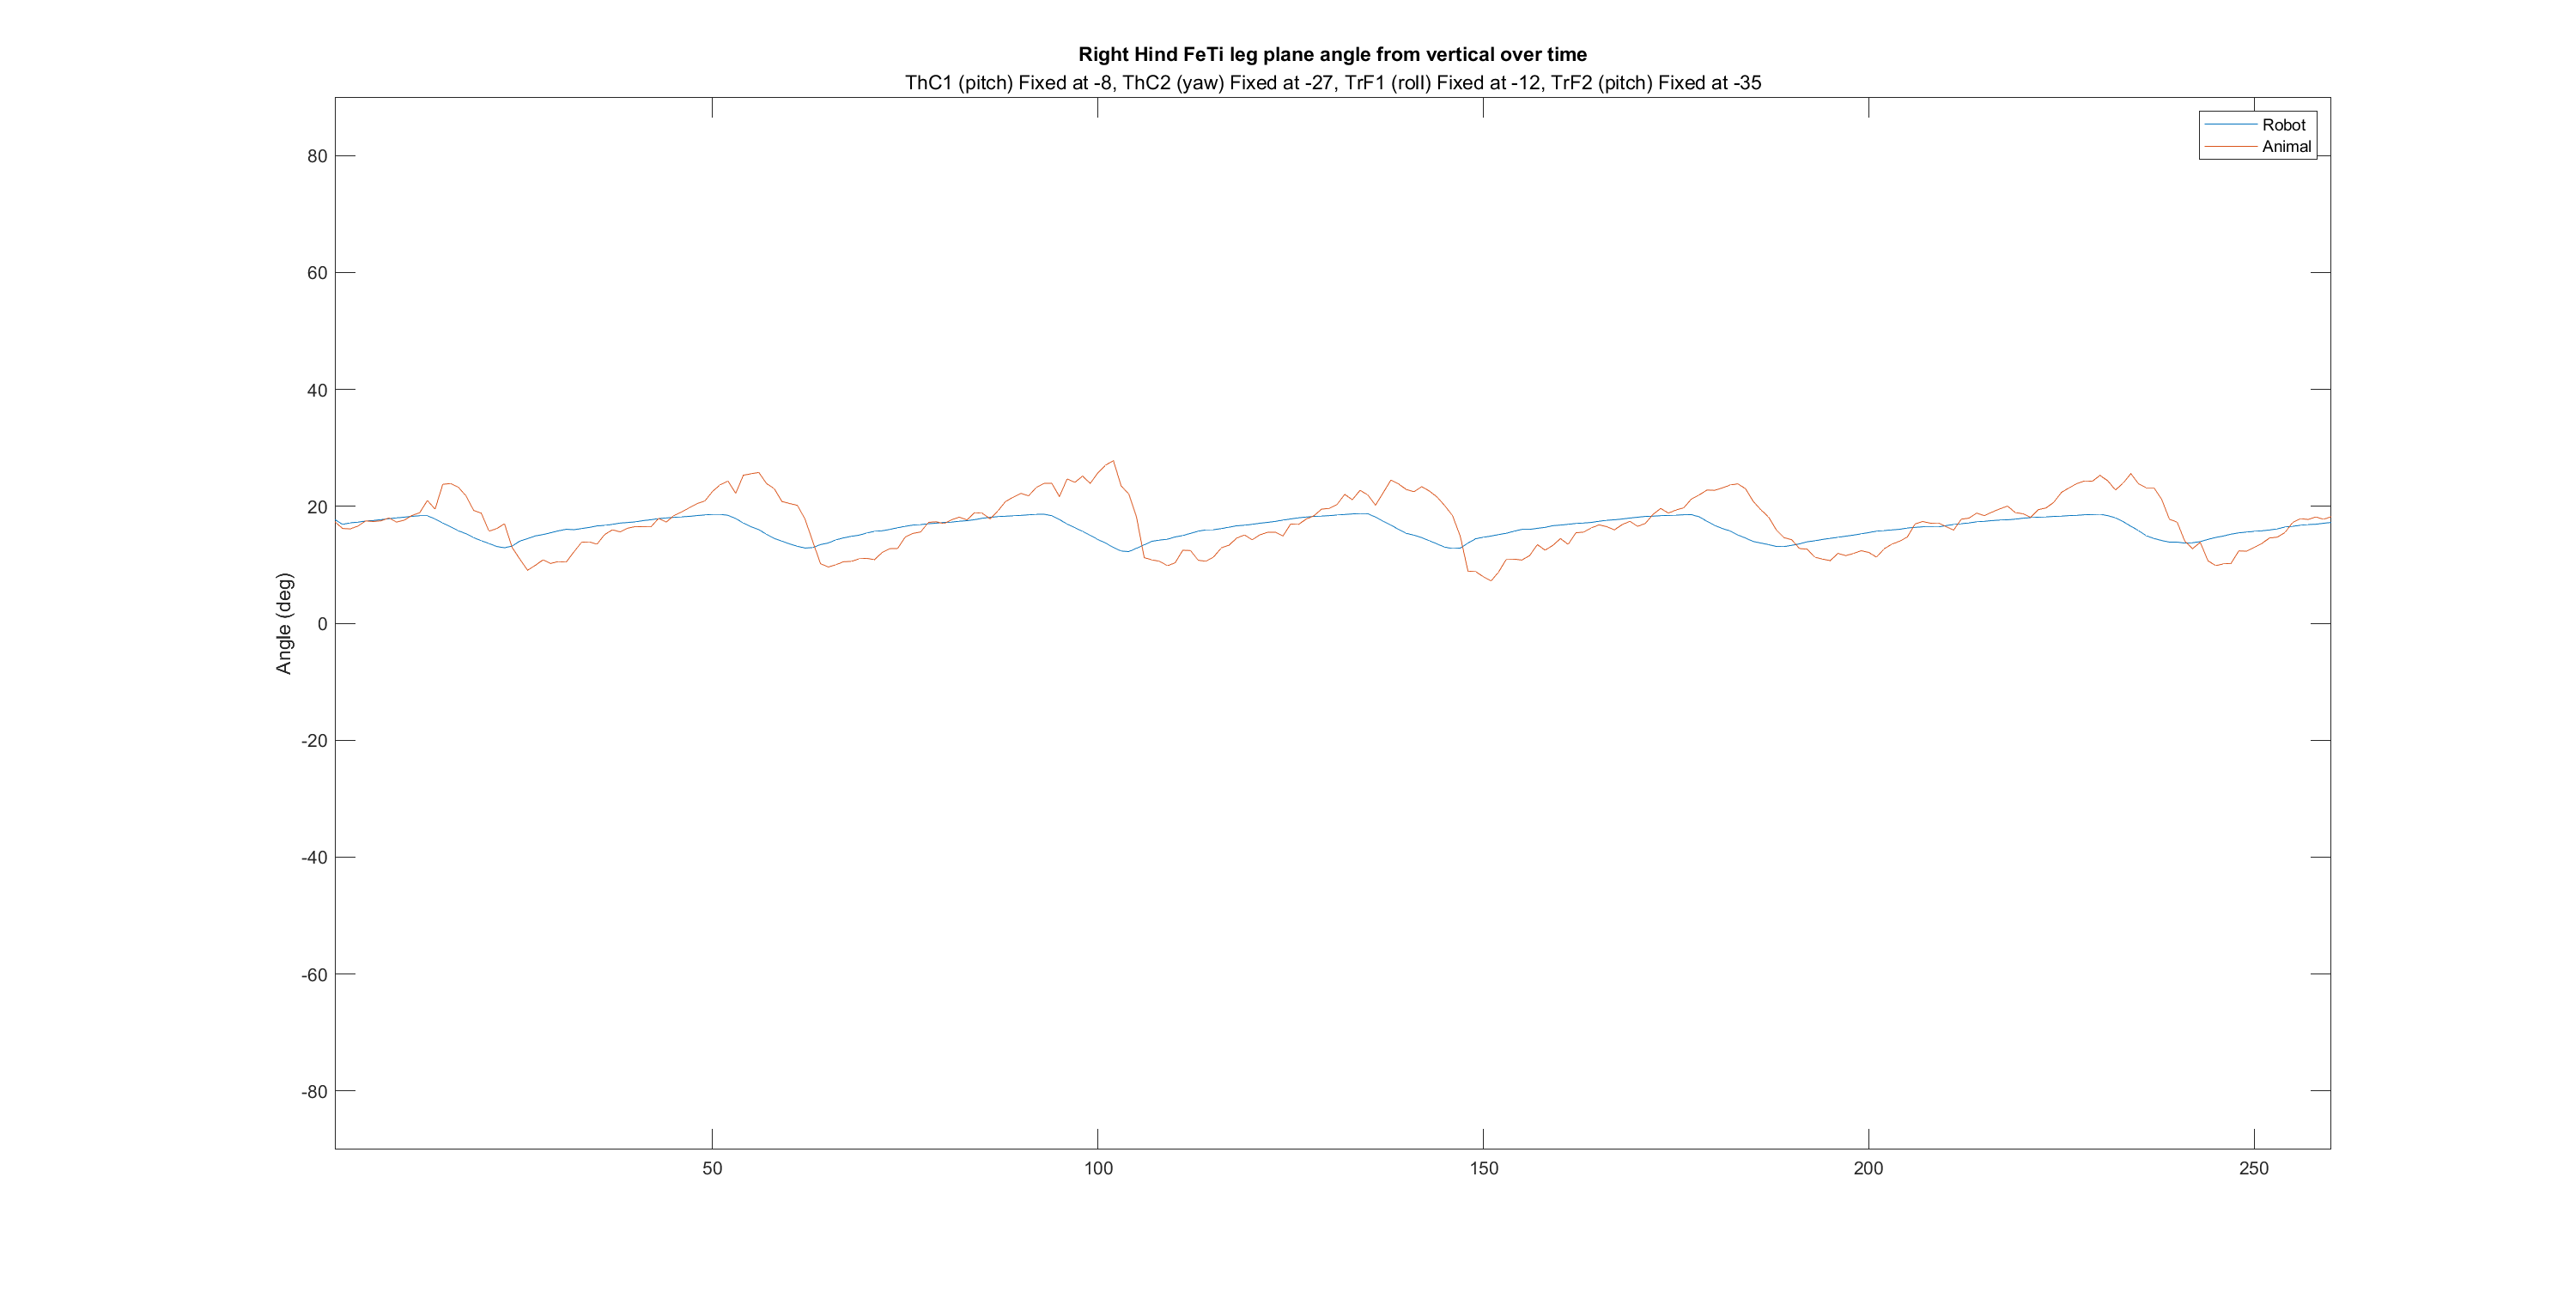 Right Hind FeTi leg plane angle from vertical over time
ThC1 (pitch) Fixed at -8, ThC2 (yaw) Fixed at -27, TrF1 (roll) Fixed at -12, TrF2 (pitch) Fixed at -35
Robot
Animal
80
60
40
20
0
-20
-40
-60
-80
Angle (deg)
50
100
150
200
250